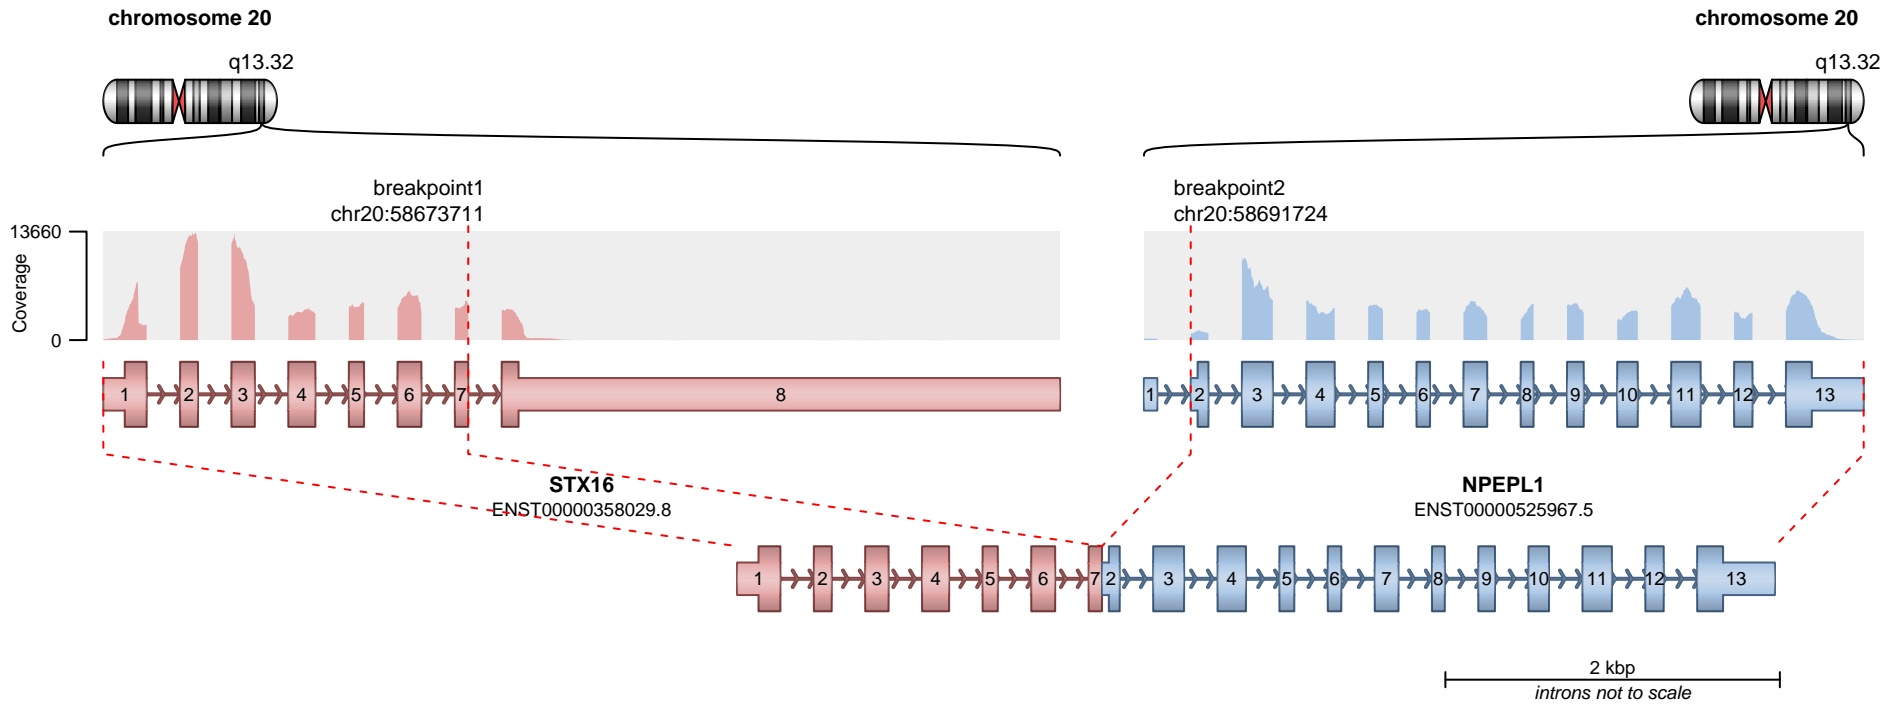 chromosome 20
chromosome 20
q13.32
q13.32
breakpoint1
chr20:58673711
breakpoint2
chr20:58691724
13660
Coverage
0
1 2 3 4 5 6 7 8
1 2 3 4 5 6 7 8 9 10 11 12 13
STX16
ENST00000358029.8
NPEPL1
ENST00000525967.5
1 2 3 4 5 6 7 2 3 4 5 6 7 8 9 10 11 12 13
2 kbp
introns not to scale